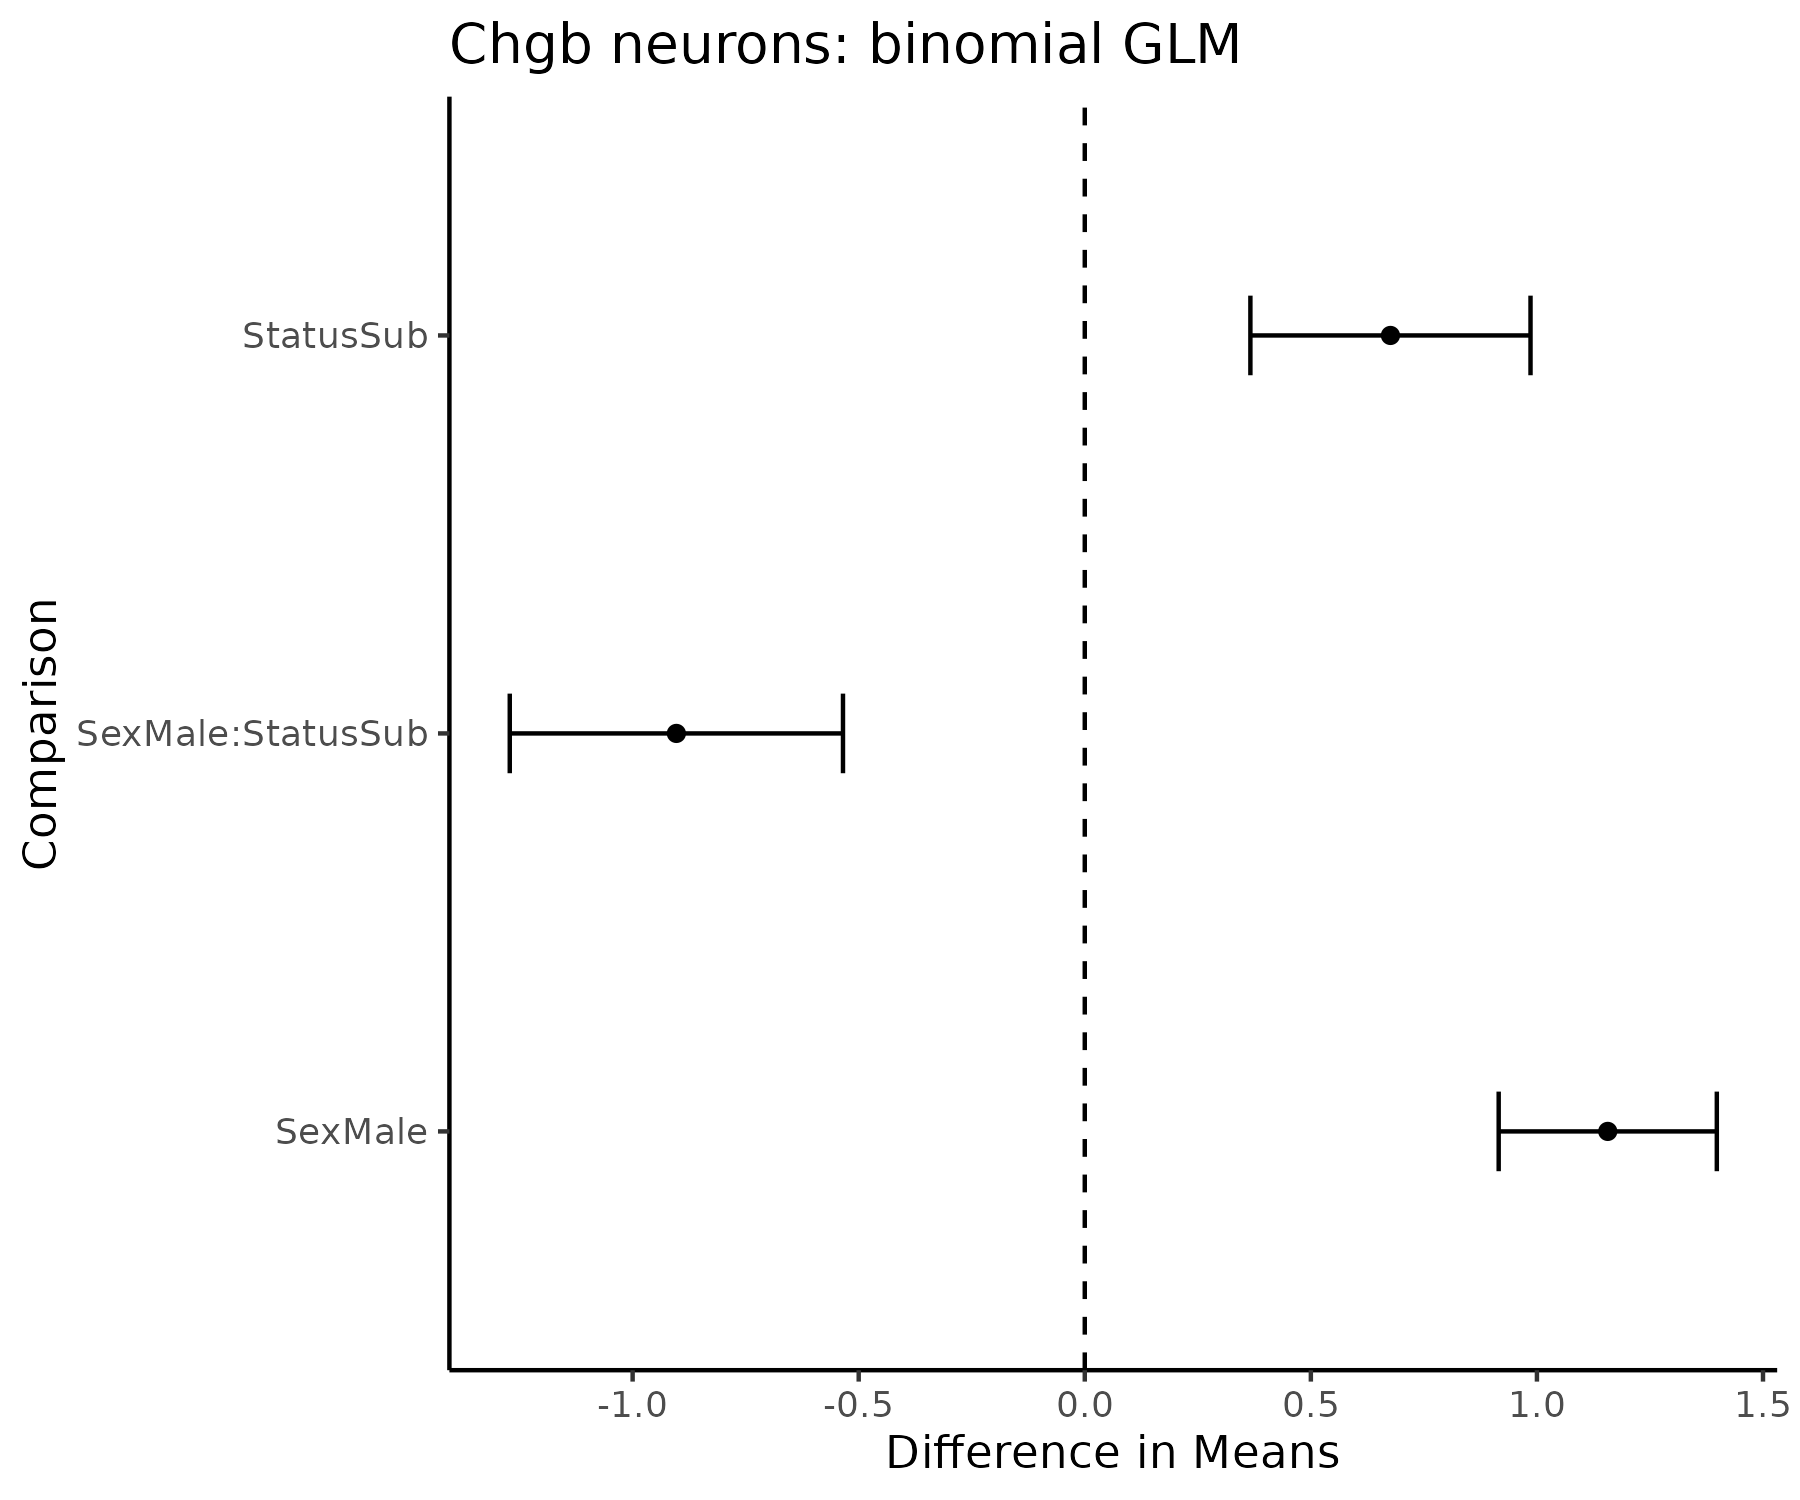 Chgb neurons: binomial GLM
Comparison
StatusSub
SexMale:StatusSub
SexMale
-1.0 -0.5 0.0 0.5 1.0 1.5
Difference in Means